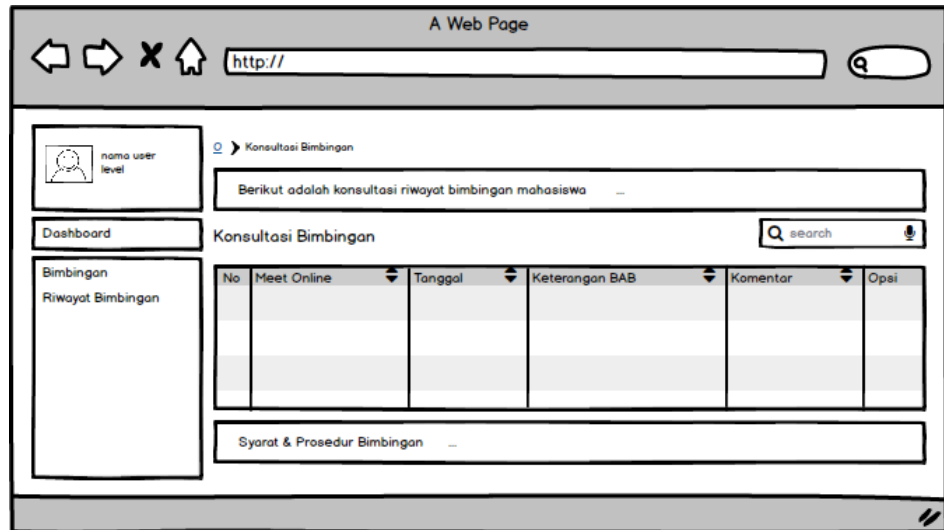 A Web Page
http://
nama user
level
O Konsultasi Bimbingan
Berikut adalah konsultasi riwayat bimbingan mahasiswa ...
Dashboard
Konsultasi Bimbingan
search
Bimbingan
Riwayat Bimbingan
No Meet Online Tanggal Keterangan BAB Komentar Opsi
Syarat & Prosedur Bimbingan ...